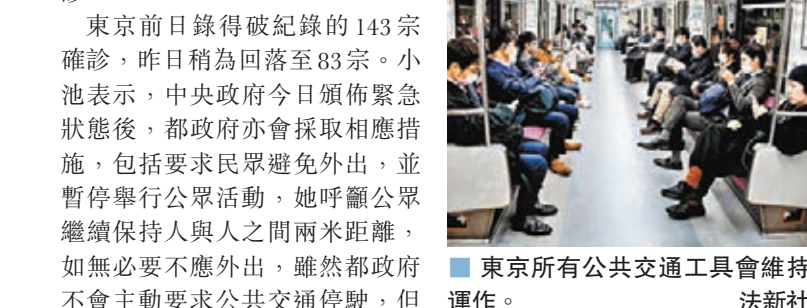 東京前日錄得破紀錄的143宗
確診，昨日稍為回落至83宗。小
池表示，中央政府今日頒佈緊急
狀態後，都政府亦會採取相應措
施，包括要求民眾避免外出，並
暫停舉行公眾活動，她呼籲公眾
繼續保持人與人之間兩米距離，
如無必要不應外出，雖然都政府
不會主動要求公共交通停駛，但
■ 東京所有公共交通工具會維持
運作。 法新社